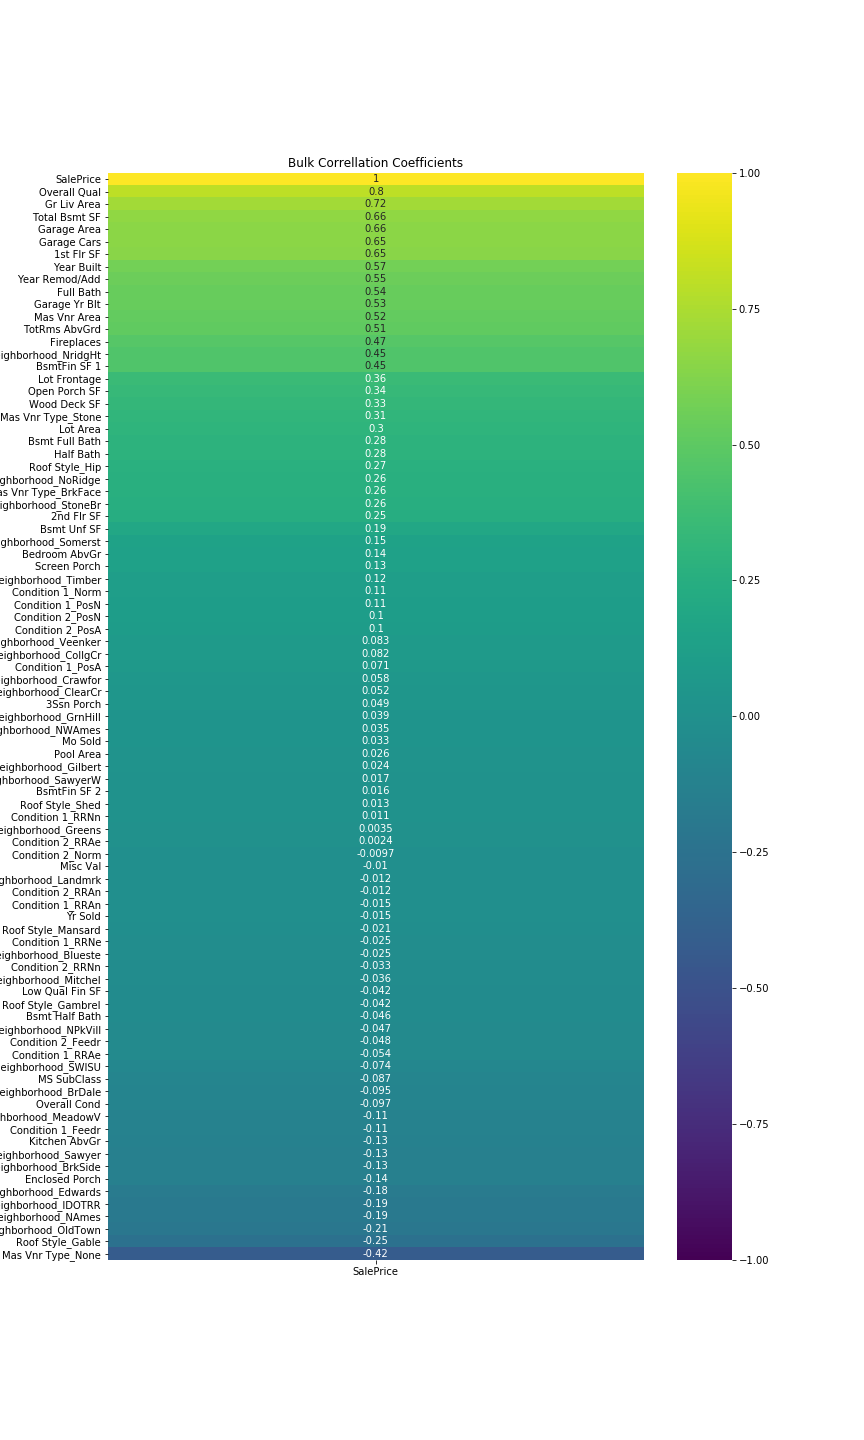 Bulk Correllation Coefficients
SalePrice 1
Overall Qual 0.8
Gr Liv Area 0.72
Total Bsmt SF 0.66
Garage Area 0.66
Garage Cars 0.65
1st Flr SF 0.65
Year Built 0.57
Year Remod/Add 0.55
Full Bath 0.54
Garage Yr Blt 0.53
Mas Vnr Area 0.52
TotRms AbvGrd 0.51
Fireplaces 0.47
eighborhood_NridgHt 0.45
BsmtFin SF 1 0.45
Lot Frontage 0.36
Open Porch SF 0.34
Wood Deck SF 0.33
Mas Vnr Type_Stone 0.31
Lot Area 0.3
Bsmt Full Bath 0.28
Half Bath 0.28
Roof Style_Hip 0.27
ighborhood_NoRidge 0.26
as Vnr Type_BrkFace 0.26
eighborhood_StoneBr 0.26
2nd Flr SF 0.25
Bsmt Unf SF 0.19
ghborhood_Somerst 0.15
Bedroom AbvGr 0.14
Screen Porch 0.13
eighborhood_Timber 0.12
Condition 1_Norm 0.11
Condition 1_PosN 0.11
Condition 2_PosN 0.1
Condition 2_PosA 0.1
ghborhood_Veenker 0.083
eighborhood_CollgCr 0.082
Condition 1_PosA 0.071
eighborhood_Crawfor 0.058
eighborhood_ClearCr 0.052
3Ssn Porch 0.049
eighborhood_GrnHill 0.039
ghborhood_NWAmes 0.035
Mo Sold 0.033
Pool Area 0.026
eighborhood_Gilbert 0.024
ghborhood_SawyerW 0.017
BsmtFin SF 2 0.016
Roof Style_Shed 0.013
Condition 1_RRNn 0.011
eighborhood_Greens 0.0035
Condition 2_RRAe 0.0024
Condition 2_Norm -0.0097
Misc Val -0.01
ghborhood_Landmrk -0.012
Condition 2_RRAn -0.012
Condition 1_RRAn -0.015
Yr Sold -0.015
Roof Style_Mansard -0.021
Condition 1_RRNe -0.025
eighborhood_Blueste -0.025
Condition 2_RRNn -0.033
eighborhood_Mitchel -0.036
Low Qual Fin SF -0.042
Roof Style_Gambrel -0.042
Bsmt Half Bath -0.046
eighborhood_NPkVill -0.047
Condition 2_Feedr -0.048
Condition 1_RRAe -0.054
eighborhood_SWISU -0.074
MS SubClass -0.087
eighborhood_BrDale -0.095
Overall Cond -0.097
hborhood_MeadowV -0.11
Condition 1_Feedr -0.11
Kitchen AbvGr -0.13
eighborhood_Sawyer -0.13
eighborhood_BrkSide -0.13
Enclosed Porch -0.14
ghborhood_Edwards -0.18
eighborhood_IDOTRR -0.19
eighborhood_NAmes -0.19
ghborhood_OldTown -0.21
Roof Style_Gable -0.25
Mas Vnr Type_None -0.42
SalePrice
1.00
0.75
0.50
0.25
0.00
−0.25
−0.50
−0.75
−1.00